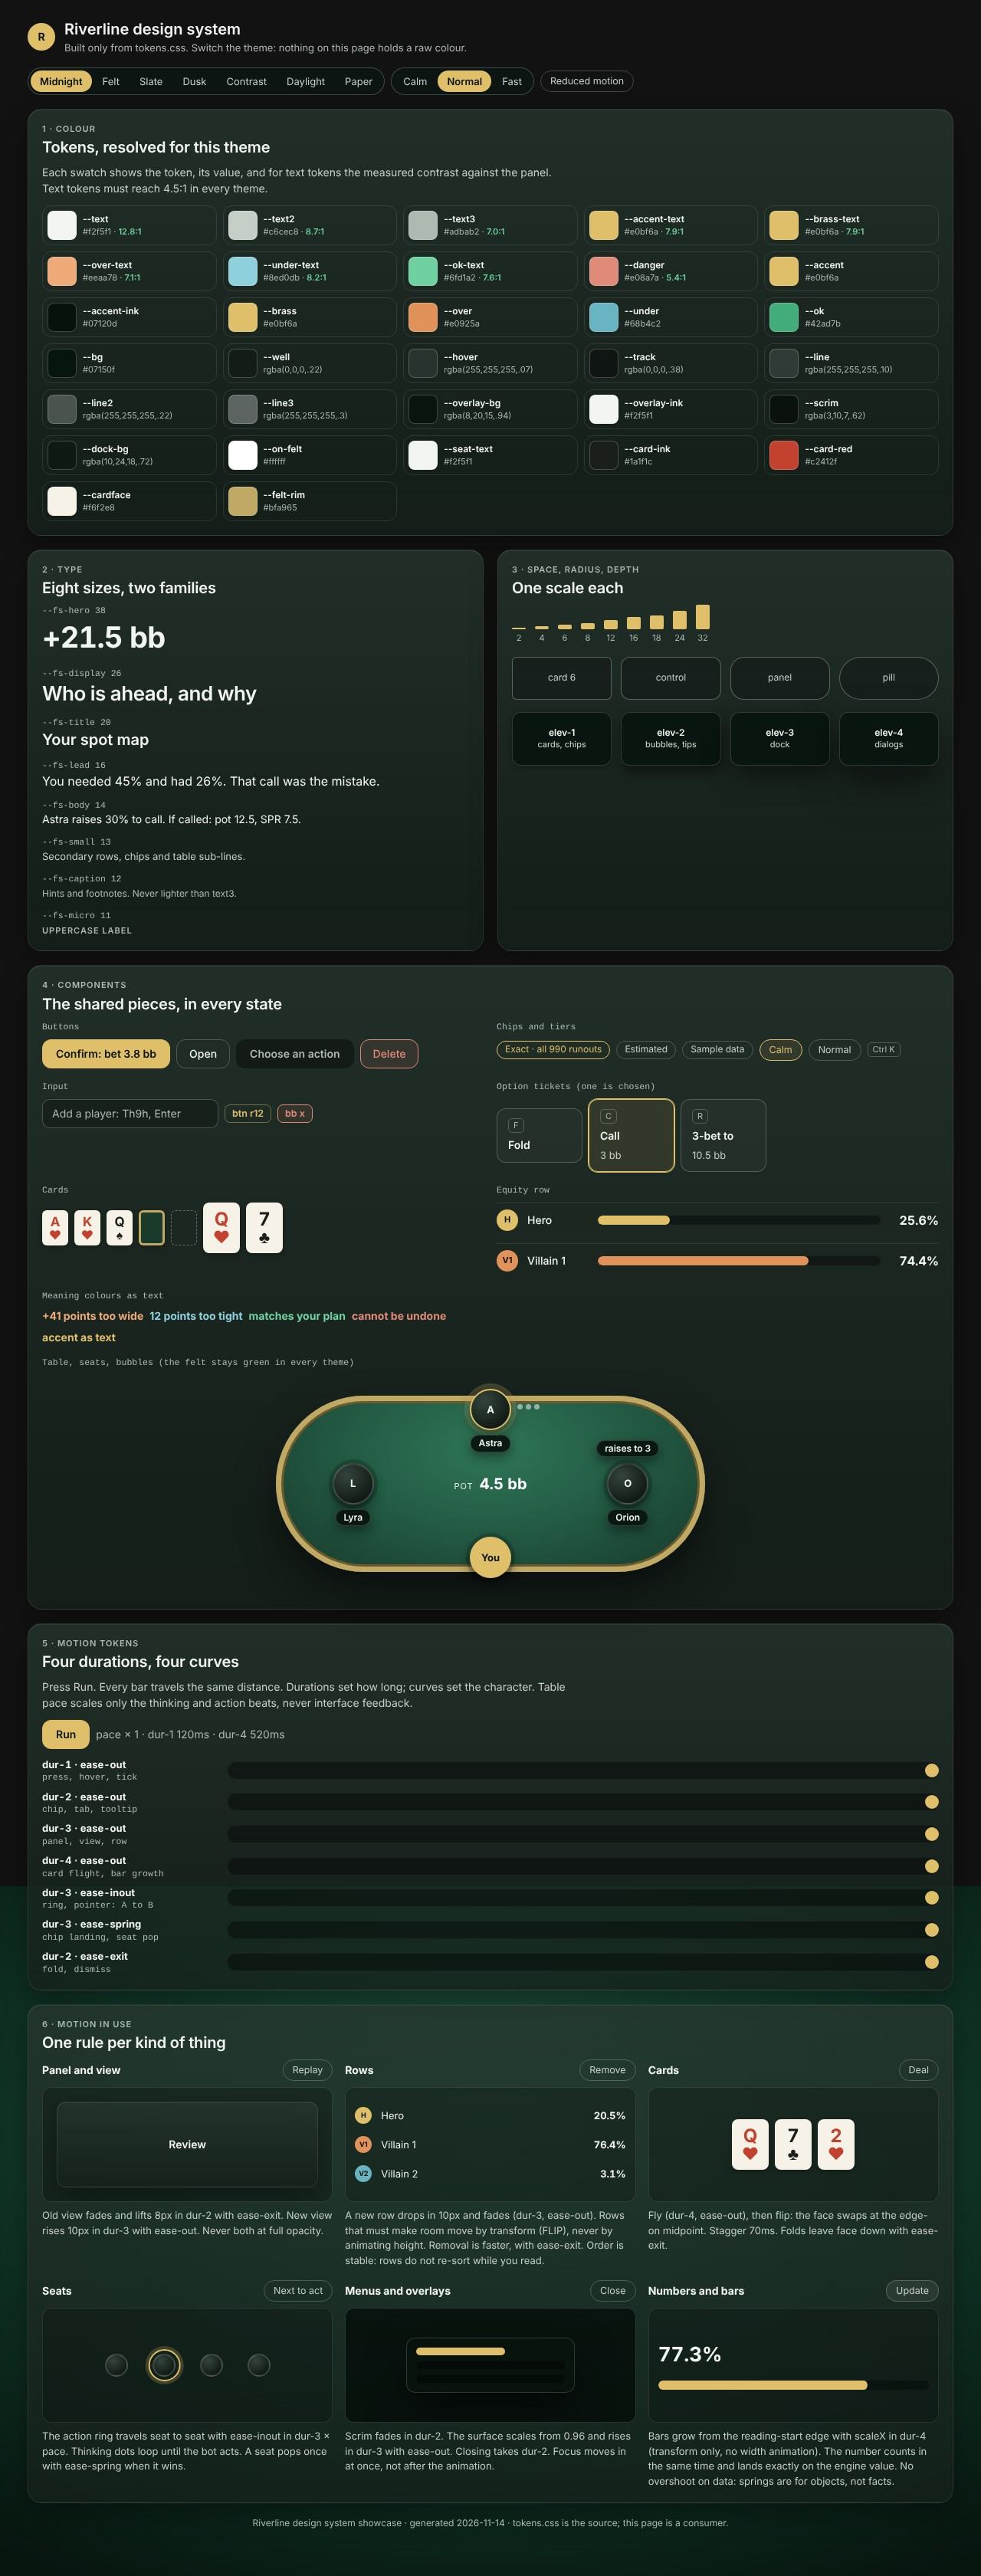 R
Riverline design system
Built only from tokens.css. Switch the theme: nothing on this page holds a raw colour.
Midnight Felt Slate Dusk Contrast Daylight Paper Calm Normal Fast Reduced motion
1 · COLOUR
Tokens, resolved for this theme
Each swatch shows the token, its value, and for text tokens the measured contrast against the panel.
Text tokens must reach 4.5:1 in every theme.
--text --text2 --text3 --accent-text --brass-text
#f2f5f1 · 12.8:1 #c6cec8 · 8.7:1 #adbab2 · 7.0:1 #e0bf6a · 7.9:1 #e0bf6a · 7.9:1
--over-text --under-text --ok-text --danger --accent
#eeaa78 · 7.1:1 #8ed0db · 8.2:1 #6fd1a2 · 7.6:1 #e08a7a · 5.4:1 #e0bf6a
--accent-ink --brass --over --under --ok
#07120d #e0bf6a #e0925a #68b4c2 #42ad7b
--bg --well --hover --track --line
#07150f rgba(0,0,0,.22) rgba(255,255,255,.07) rgba(0,0,0,.38) rgba(255,255,255,.10)
--line2 --line3 --overlay-bg --overlay-ink --scrim
rgba(255,255,255,.22) rgba(255,255,255,.3) rgba(8,20,15,.94) #f2f5f1 rgba(3,10,7,.62)
--dock-bg --on-felt --seat-text --card-ink --card-red
rgba(10,24,18,.72) #ffffff #f2f5f1 #1a1f1c #c2412f
--cardface --felt-rim
#f6f2e8 #bfa965
2 · TYPE
Eight sizes, two families
--fs-hero 38
+21.5 bb
--fs-display 26
Who is ahead, and why
--fs-title 20
Your spot map
--fs-lead 16
You needed 45% and had 26%. That call was the mistake.
--fs-body 14
Astra raises 30% to call. If called: pot 12.5, SPR 7.5.
--fs-small 13
Secondary rows, chips and table sub-lines.
--fs-caption 12
Hints and footnotes. Never lighter than text3.
--fs-micro 11
UPPERCASE LABEL
3 · SPACE, RADIUS, DEPTH
One scale each
2 4 6 8 12 16 18 24 32
card 6 control panel pill
elev-1 elev-2 elev-3 elev-4
cards, chips bubbles, tips dock dialogs
4 · COMPONENTS
The shared pieces, in every state
Buttons
Confirm: bet 3.8 bb Open Choose an action Delete
Chips and tiers
Exact · all 990 runouts Estimated Sample data Calm Normal Ctrl K
Input
Add a player: Th9h, Enter btn r12 bb x
Option tickets (one is chosen)
F
Fold
C
Call
3 bb
R
3-bet to
10.5 bb
Cards
A K Q Q 7
♥ ♥ ♠ ♥ ♣
Equity row
H Hero 25.6%
V1 Villain 1 74.4%
Meaning colours as text
+41 points too wide 12 points too tight matches your plan cannot be undone
accent as text
Table, seats, bubbles (the felt stays green in every theme)
A
Astra
raises to 3
L
Lyra
POT 4.5 bb
O
Orion
You
5 · MOTION TOKENS
Four durations, four curves
Press Run. Every bar travels the same distance. Durations set how long; curves set the character. Table
pace scales only the thinking and action beats, never interface feedback.
Run pace × 1 · dur-1 120ms · dur-4 520ms
dur-1 · ease-out
press, hover, tick
dur-2 · ease-out
chip, tab, tooltip
dur-3 · ease-out
panel, view, row
dur-4 · ease-out
card flight, bar growth
dur-3 · ease-inout
ring, pointer: A to B
dur-3 · ease-spring
chip landing, seat pop
dur-2 · ease-exit
fold, dismiss
6 · MOTION IN USE
One rule per kind of thing
Panel and view Replay
Review
Old view fades and lifts 8px in dur-2 with ease-exit. New view
rises 10px in dur-3 with ease-out. Never both at full opacity.
Rows Remove
H Hero 20.5%
V1 Villain 1 76.4%
V2 Villain 2 3.1%
A new row drops in 10px and fades (dur-3, ease-out). Rows
that must make room move by transform (FLIP), never by
animating height. Removal is faster, with ease-exit. Order is
stable: rows do not re-sort while you read.
Cards Deal
Q 7 2
♥ ♣ ♥
Fly (dur-4, ease-out), then flip: the face swaps at the edge-
on midpoint. Stagger 70ms. Folds leave face down with ease-
exit.
Seats Next to act
The action ring travels seat to seat with ease-inout in dur-3 ×
pace. Thinking dots loop until the bot acts. A seat pops once
with ease-spring when it wins.
Menus and overlays Close
Scrim fades in dur-2. The surface scales from 0.96 and rises
in dur-3 with ease-out. Closing takes dur-2. Focus moves in
at once, not after the animation.
Numbers and bars Update
77.3%
Bars grow from the reading-start edge with scaleX in dur-4
(transform only, no width animation). The number counts in
the same time and lands exactly on the engine value. No
overshoot on data: springs are for objects, not facts.
Riverline design system showcase · generated 2026-11-14 · tokens.css is the source; this page is a consumer.